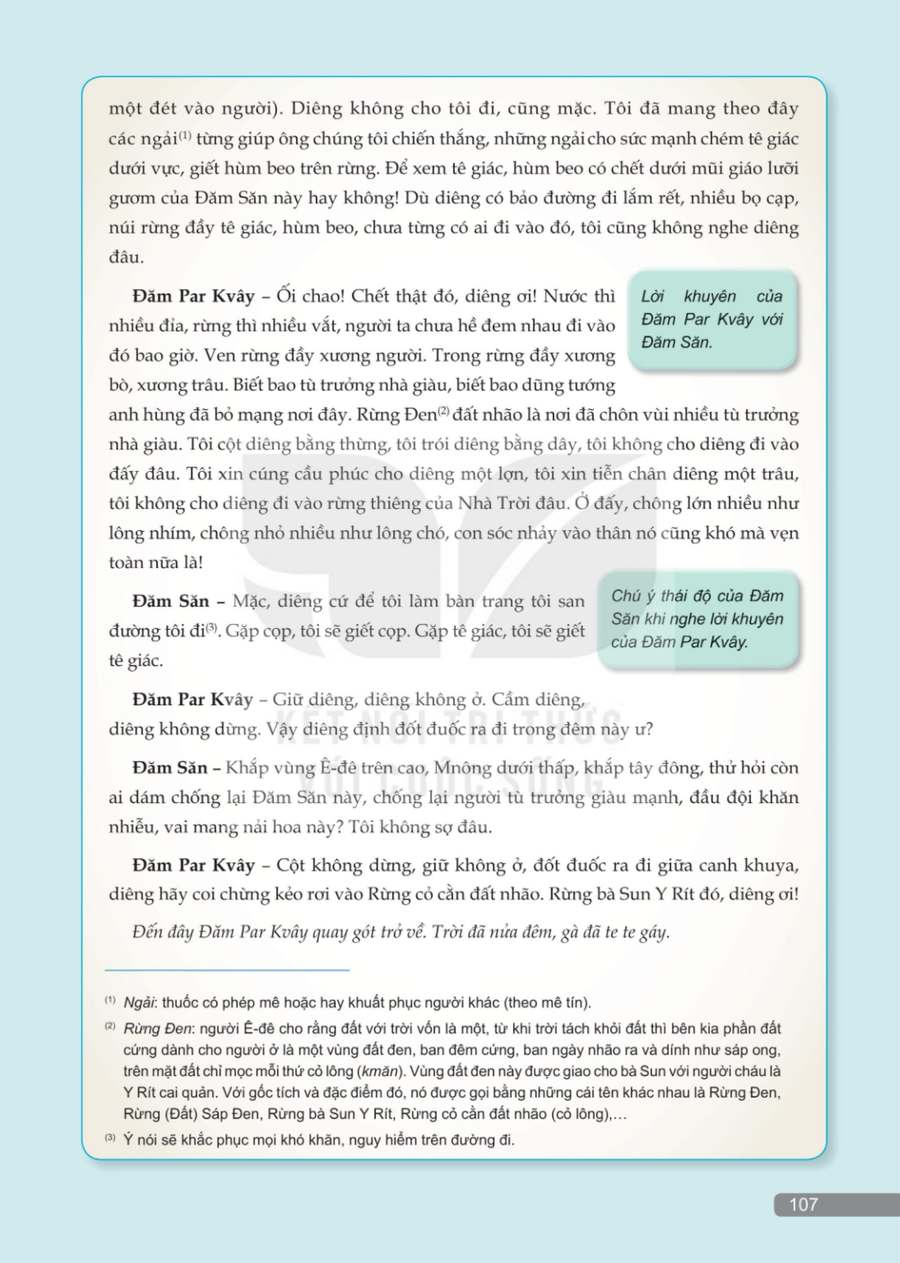 một đét vào người). Diêng không cho tôi đi, cũng mặc. Tôi đã mang theo đây
các ngải(1) từng giúp ông chúng tôi chiến thắng, những ngải cho sức mạnh chém tê giác
dưới vực, giết hùm beo trên rừng. Để xem tê giác, hùm beo có chết dưới mũi giáo lưỡi
gươm của Đăm Săn này hay không! Dù diêng có bảo đường đi lắm rết, nhiều bọ cạp,
núi rừng đầy tê giác, hùm beo, chưa từng có ai đi vào đó, tôi cũng không nghe diêng
đâu.
Đăm Par Kvây – Ối chao! Chết thật đó, diêng ơi! Nước thì
nhiều đỉa, rừng thì nhiều vắt, người ta chưa hề đem nhau đi vào
đó bao giờ. Ven rừng đầy xương người. Trong rừng đầy xương
bò, xương trâu. Biết bao tù trưởng nhà giàu, biết bao dũng tướng
anh hùng đã bỏ mạng nơi đây. Rừng Đen(2) đất nhão là nơi đã chôn vùi nhiều tù trưởng
nhà giàu. Tôi cột diêng bằng thừng, tôi trói diêng bằng dây, tôi không cho diêng đi vào
đấy đâu. Tôi xin cúng cầu phúc cho diêng một lợn, tôi xin tiễn chân diêng một trâu,
tôi không cho diêng đi vào rừng thiêng của Nhà Trời đâu. Ở đấy, chông lớn nhiều như
lông nhím, chông nhỏ nhiều như lông chó, con sóc nhảy vào thân nó cũng khó mà vẹn
toàn nữa là!
Lời khuyên của
Đăm Par Kvây với
Đăm Săn.
Đăm Săn – Mặc, diêng cứ để tôi làm bàn trang tôi san
đường tôi đi(3). Gặp cọp, tôi sẽ giết cọp. Gặp tê giác, tôi sẽ giết
tê giác.
Chú ý thái độ của Đăm
Săn khi nghe lời khuyên
của Đăm Par Kvây.
Đăm Par Kvây – Giữ diêng, diêng không ở. Cầm diêng,
diêng không dừng. Vậy diêng định đốt đuốc ra đi trong đêm này ư?
Đăm Săn – Khắp vùng Ê-đê trên cao, Mnông dưới thấp, khắp tây đông, thử hỏi còn
ai dám chống lại Đăm Săn này, chống lại người tù trưởng giàu mạnh, đầu đội khăn
nhiễu, vai mang nải hoa này? Tôi không sợ đâu.
Đăm Par Kvây – Cột không dừng, giữ không ở, đốt đuốc ra đi giữa canh khuya,
diêng hãy coi chừng kẻo rơi vào Rừng cỏ cằn đất nhão. Rừng bà Sun Y Rít đó, diêng ơi!
Đến đây Đăm Par Kvây quay gót trở về. Trời đã nửa đêm, gà đã te te gáy.
KẾT NỐI TRI THỨC
VỚI CUỘC SỐNG
(1) Ngải: thuốc có phép mê hoặc hay khuất phục người khác (theo mê tín).
(2) Rừng Đen: người Ê-đê cho rằng đất với trời vốn là một, từ khi trời tách khỏi đất thì bên kia phần đất
cứng dành cho người ở là một vùng đất đen, ban đêm cứng, ban ngày nhão ra và dính như sáp ong,
trên mặt đất chỉ mọc mỗi thứ cỏ lông (kmăn). Vùng đất đen này được giao cho bà Sun với người cháu là
Y Rít cai quản. Với gốc tích và đặc điểm đó, nó được gọi bằng những cái tên khác nhau là Rừng Đen,
Rừng (Đất) Sáp Đen, Rừng bà Sun Y Rít, Rừng cỏ cằn đất nhão (cỏ lông),...
(3) Ý nói sẽ khắc phục mọi khó khăn, nguy hiểm trên đường đi.
107